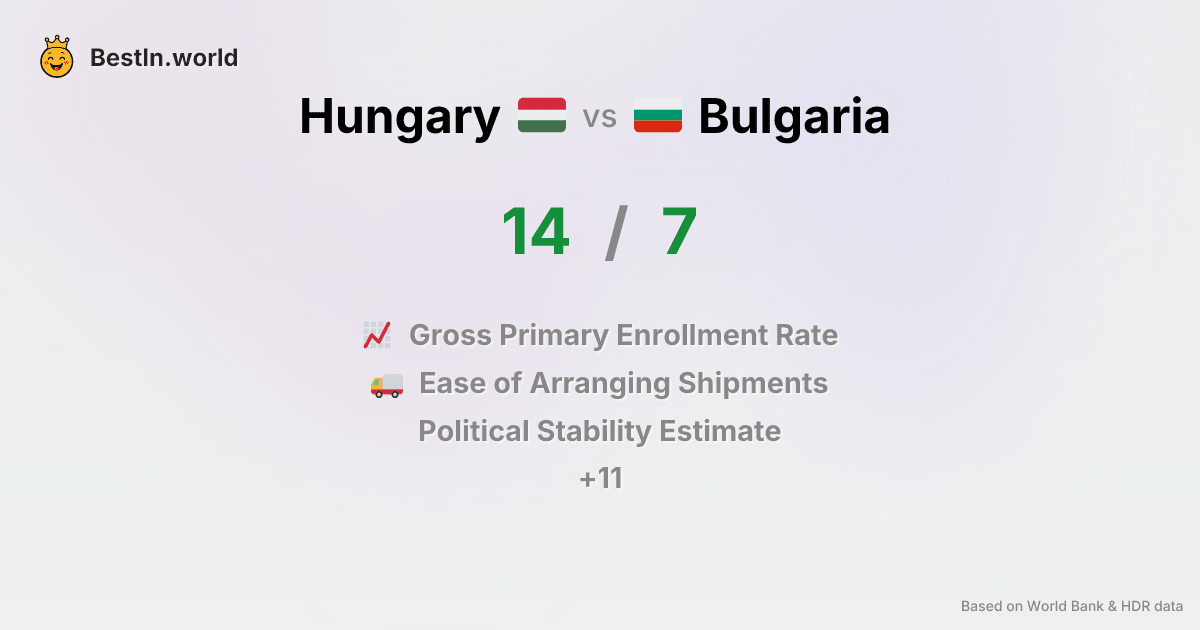 BestIn.world
Hungary vs Bulgaria
14 / 7
Gross Primary Enrollment Rate
Ease of Arranging Shipments
Political Stability Estimate
+11
Based on World Bank & HDR data